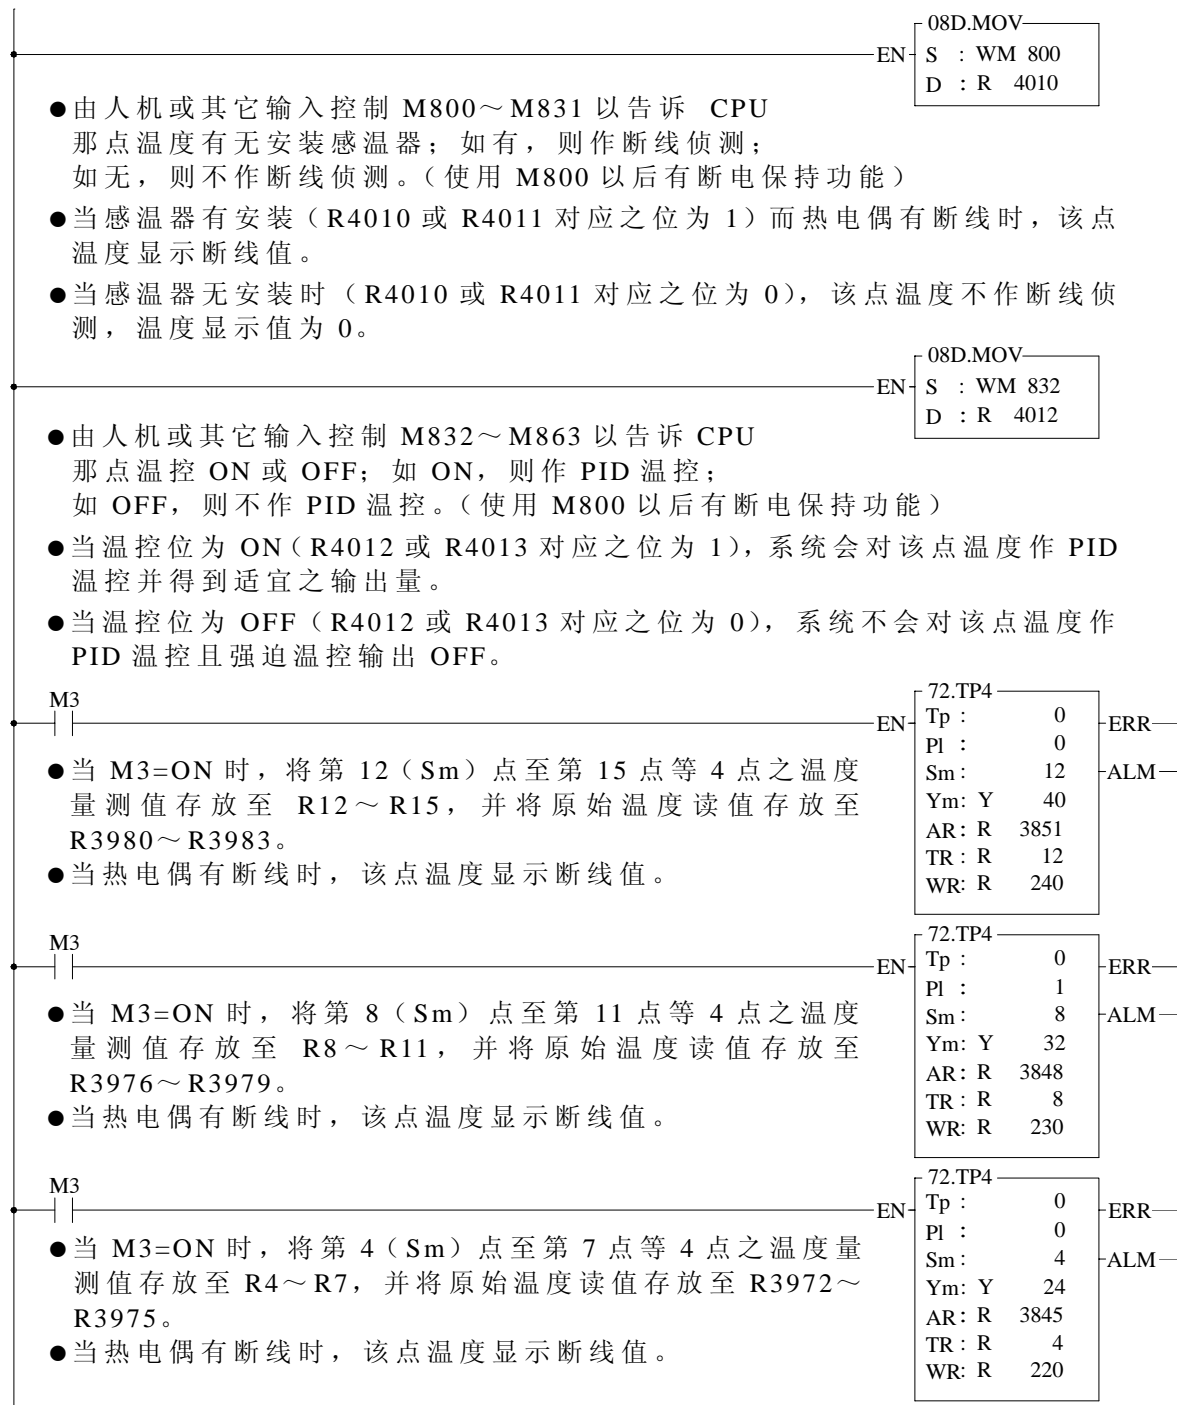 08D.MOV
EN S : WM 800
D : R 4010
●由人机或其它输入控制 M800～M831 以告诉 CPU
那点温度有无安装感温器；如有，则作断线侦测；
如无，则不作断线侦测。（使用 M800 以后有断电保持功能）
●当感温器有安装（R4010 或 R4011 对应之位为 1）而热电偶有断线时，该点
温度显示断线值。
●当感温器无安装时（R4010 或 R4011 对应之位为 0），该点温度不作断线侦
测，温度显示值为 0。
08D.MOV
EN S : WM 832
D : R 4012
●由人机或其它输入控制 M832～M863 以告诉 CPU
那点温控 ON 或 OFF；如 ON，则作 PID 温控；
如 OFF，则不作 PID 温控。（使用 M800 以后有断电保持功能）
●当温控位为 ON（R4012 或 R4013 对应之位为 1），系统会对该点温度作 PID
温控并得到适宜之输出量。
●当温控位为 OFF（R4012 或 R4013 对应之位为 0），系统不会对该点温度作
PID 温控且强迫温控输出 OFF。
M3
72.TP4
EN Tp : 0 ERR
Pl : 0
Sm : 12 ALM
Ym: Y 40
AR: R 3851
TR : R 12
WR: R 240
●当 M3=ON 时，将第 12（Sm）点至第 15 点等 4 点之温度
量测值存放至 R12～R15，并将原始温度读值存放至
R3980～R3983。
●当热电偶有断线时，该点温度显示断线值。
M3
72.TP4
EN Tp : 0 ERR
Pl : 1
Sm : 8 ALM
Ym: Y 32
AR: R 3848
TR : R 8
WR: R 230
●当 M3=ON 时，将第 8（Sm）点至第 11 点等 4 点之温度
量测值存放至 R8～R11，并将原始温度读值存放至
R3976～R3979。
●当热电偶有断线时，该点温度显示断线值。
M3
72.TP4
EN Tp : 0 ERR
Pl : 0
Sm : 4 ALM
Ym: Y 24
AR: R 3845
TR : R 4
WR: R 220
●当 M3=ON 时，将第 4（Sm）点至第 7 点等 4 点之温度量
测值存放至 R4～R7，并将原始温度读值存放至 R3972～
R3975。
●当热电偶有断线时，该点温度显示断线值。